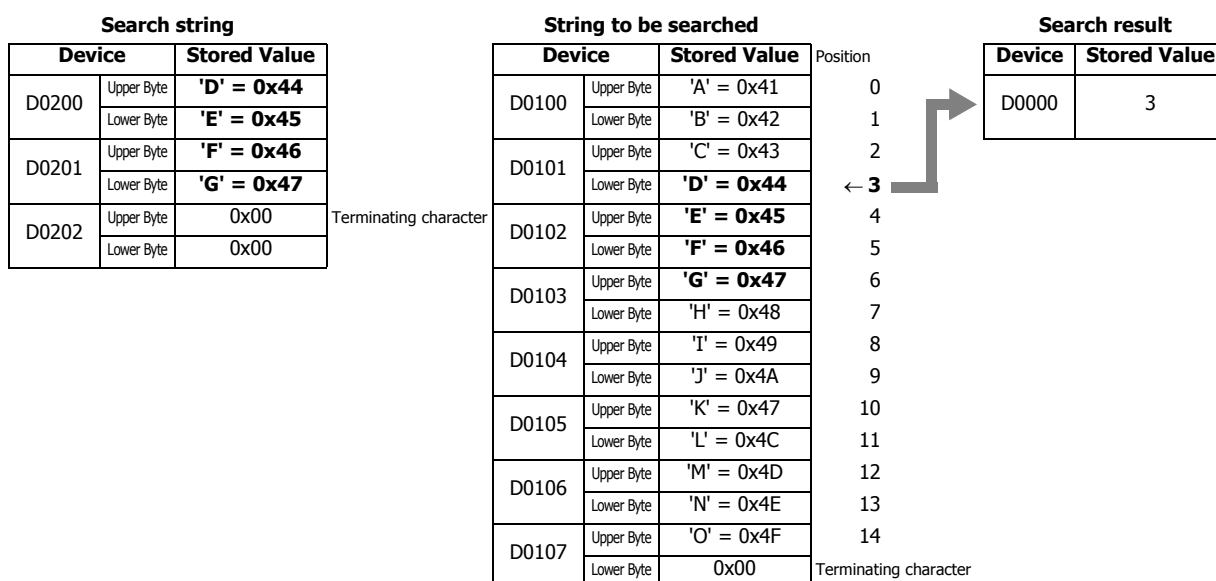 Search string
String to be searched
Search result
Device Stored Value
D0200 Upper Byte 'D' = 0x44
Lower Byte 'E' = 0x45
D0201 Upper Byte 'F' = 0x46
Lower Byte 'G' = 0x47
D0202 Upper Byte 0x00 Terminating character
Lower Byte 0x00
Device Stored Value Position
D0100 Upper Byte 'A' = 0x41 0
Lower Byte 'B' = 0x42 1
D0101 Upper Byte 'C' = 0x43 2
Lower Byte 'D' = 0x44 ← 3
D0102 Upper Byte 'E' = 0x45 4
Lower Byte 'F' = 0x46 5
D0103 Upper Byte 'G' = 0x47 6
Lower Byte 'H' = 0x48 7
D0104 Upper Byte 'I' = 0x49 8
Lower Byte 'J' = 0x4A 9
D0105 Upper Byte 'K' = 0x47 10
Lower Byte 'L' = 0x4C 11
D0106 Upper Byte 'M' = 0x4D 12
Lower Byte 'N' = 0x4E 13
D0107 Upper Byte 'O' = 0x4F 14
Lower Byte 0x00 Terminating character
Device Stored Value
D0000 3